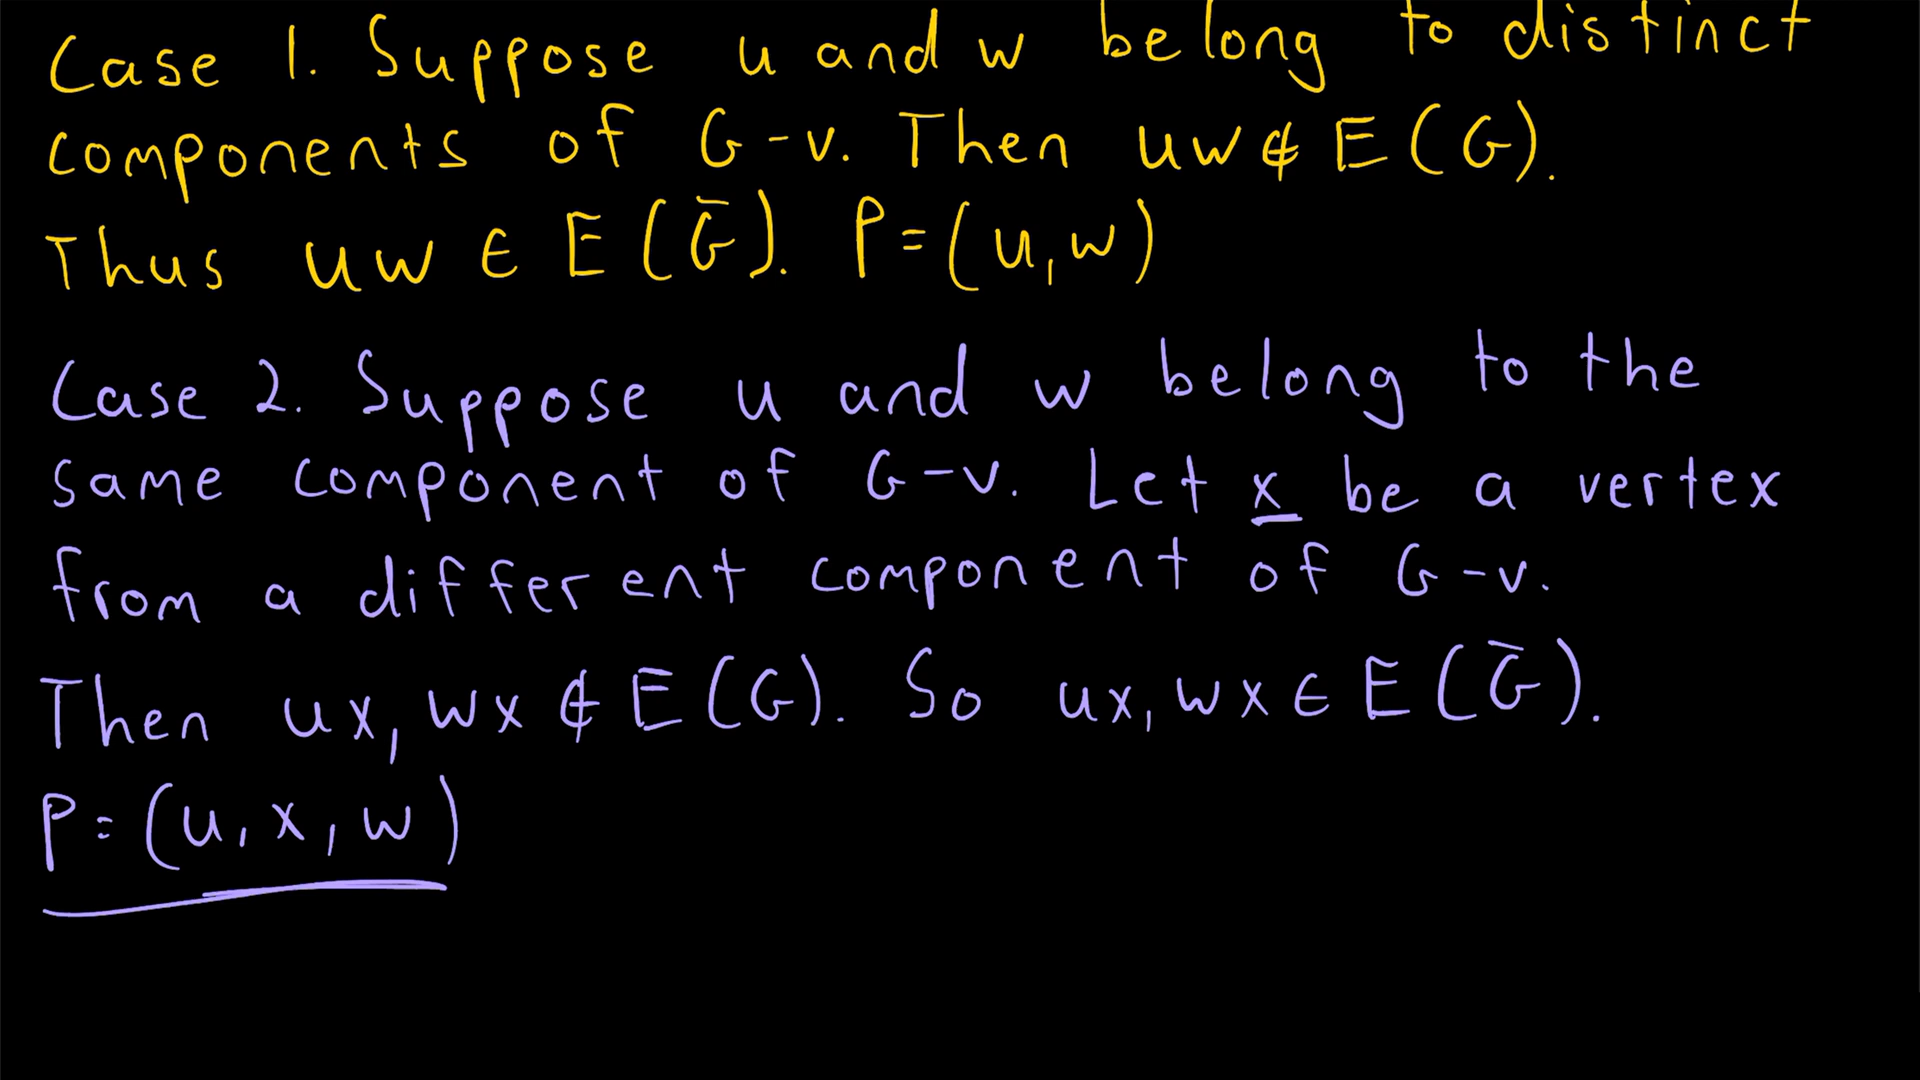 Case 1. Suppose u and w belong to distinct
components of G-v. Then uw ∉ E(G).
Thus uw ∈ E(Ḡ). P=(u,w)
Case 2. Suppose u and w belong to the
same component of G-v. Let x be a vertex
from a different component of G-v.
Then ux, wx ∉ E(G). So ux, wx ∈ E(Ḡ).
P=(u,x,w)